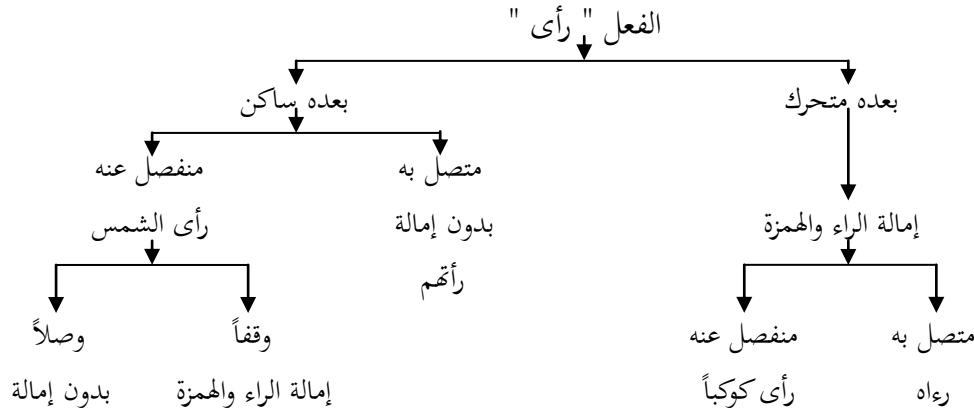 الفعل " رأى "
بعده متحرك
بعده ساكن
متصل به
منفصل عنه
إمالة الراء والهمزة
بدون إمالة
رأى الشمس
رأتهم
متصل به
منفصل عنه
وقفاً
وصلاً
رءاه
رأى كوكباً
إمالة الراء والهمزة
بدون إمالة